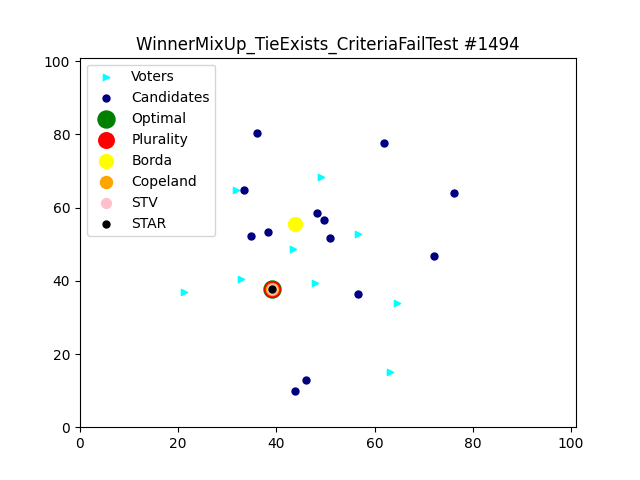 WinnerMixUp_TieExists_CriteriaFailTest #1494
100
80
60
40
20
0
Voters
Candidates
Optimal
Plurality
Borda
Copeland
STV
STAR
0 20 40 60 80 100